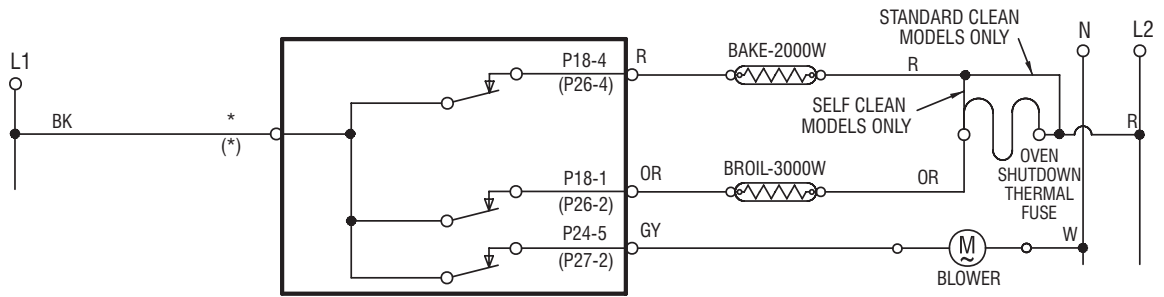 STANDARD CLEAN
MODELS ONLY
N
L2
L1
P18-4
(P26-4)
R
BAKE-2000W
R
SELF CLEAN
MODELS ONLY
BK
*
(*)
R
OVEN
SHUTDOWN
THERMAL
FUSE
P18-1
(P26-2)
OR
BROIL-3000W
OR
P24-5
(P27-2)
GY
M
~
BLOWER
W